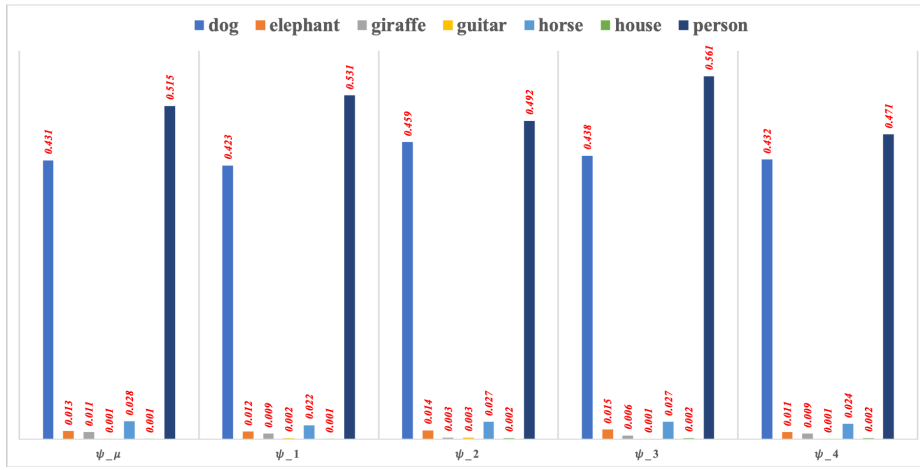 dog elephant giraffe guitar horse house person
0.431 0.013 0.011 0.001 0.028 0.001 0.515
0.423 0.012 0.009 0.002 0.022 0.001 0.531
0.459 0.014 0.003 0.003 0.027 0.002 0.492
0.438 0.015 0.006 0.001 0.027 0.002 0.561
0.432 0.011 0.009 0.001 0.024 0.002 0.471
ψ_μ ψ_1 ψ_2 ψ_3 ψ_4